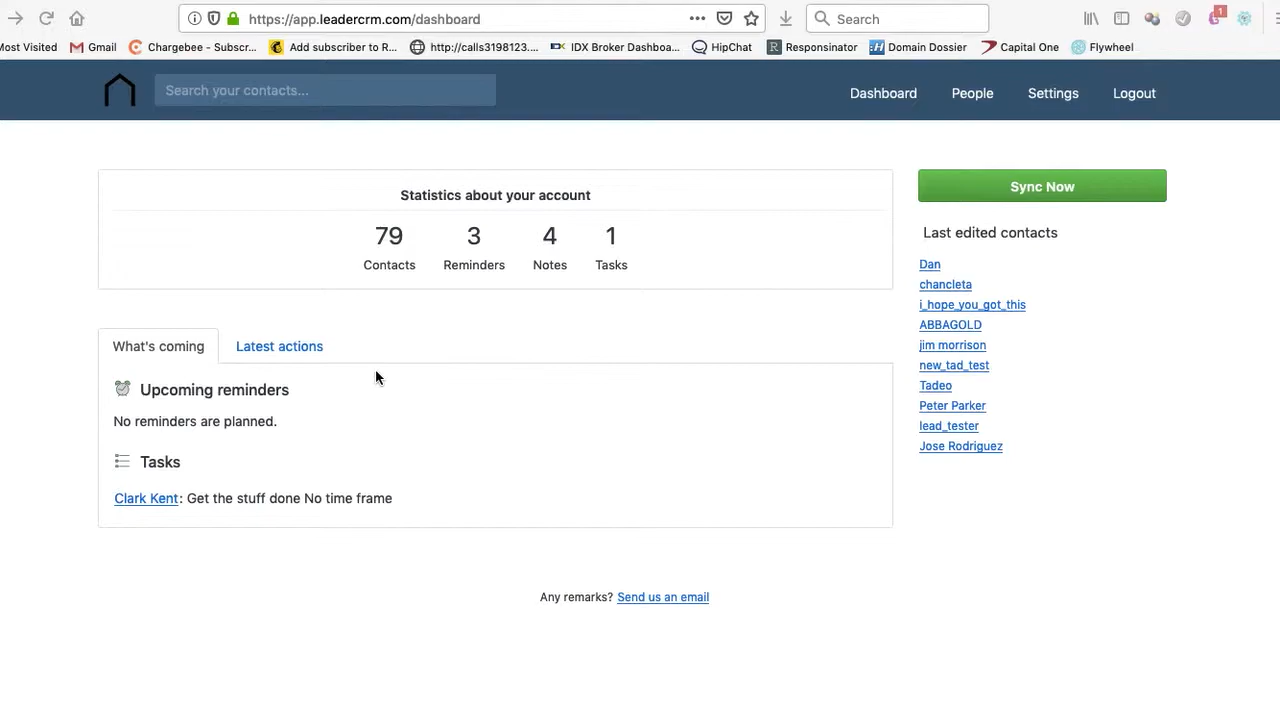 https://app.leadercrm.com/dashboard
Search
1
Most Visited
Gmail
Chargebee - Subscr...
Add subscriber to R...
http://calls3198123....
IDX Broker Dashboa...
HipChat
Responsinator
Domain Dossier
Capital One
Flywheel
Search your contacts...
Dashboard
People
Settings
Logout
Statistics about your account
79
3
4
1
Contacts
Reminders
Notes
Tasks
Sync Now
Last edited contacts
Dan
chancleta
i_hope_you_got_this
ABBAGOLD
jim morrison
new_tad_test
Tadeo
Peter Parker
lead_tester
Jose Rodriguez
What's coming
Latest actions
Upcoming reminders
No reminders are planned.
Tasks
Clark Kent: Get the stuff done No time frame
Any remarks? Send us an email